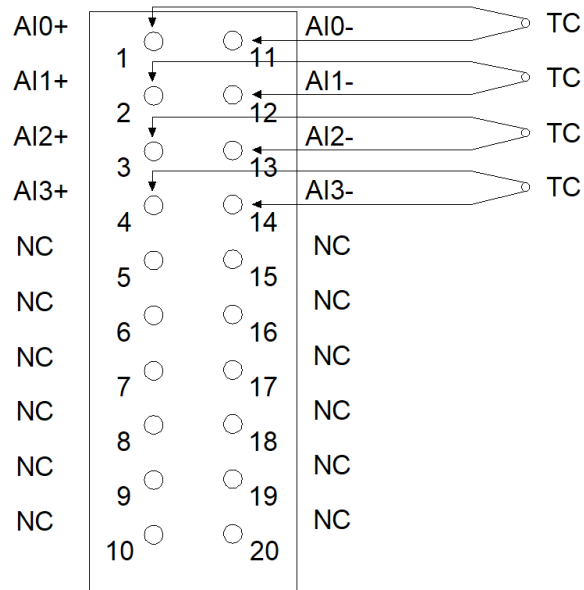 AI0+ 1 11 AI0- TC
AI1+ 2 12 AI1- TC
AI2+ 3 13 AI2- TC
AI3+ 4 14 AI3- TC
NC 5 15 NC
NC 6 16 NC
NC 7 17 NC
NC 8 18 NC
NC 9 19 NC
NC 10 20 NC